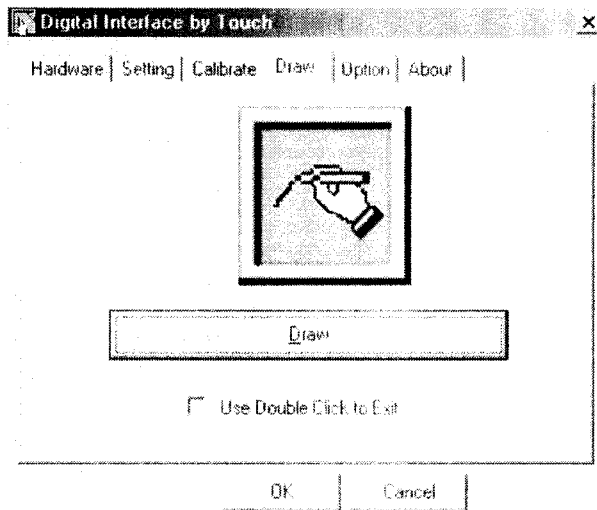 Digital Interface by Touch
Hardware Setting Calibrate Draw Option About
Draw
Use Double Click to Exit
OK Cancel